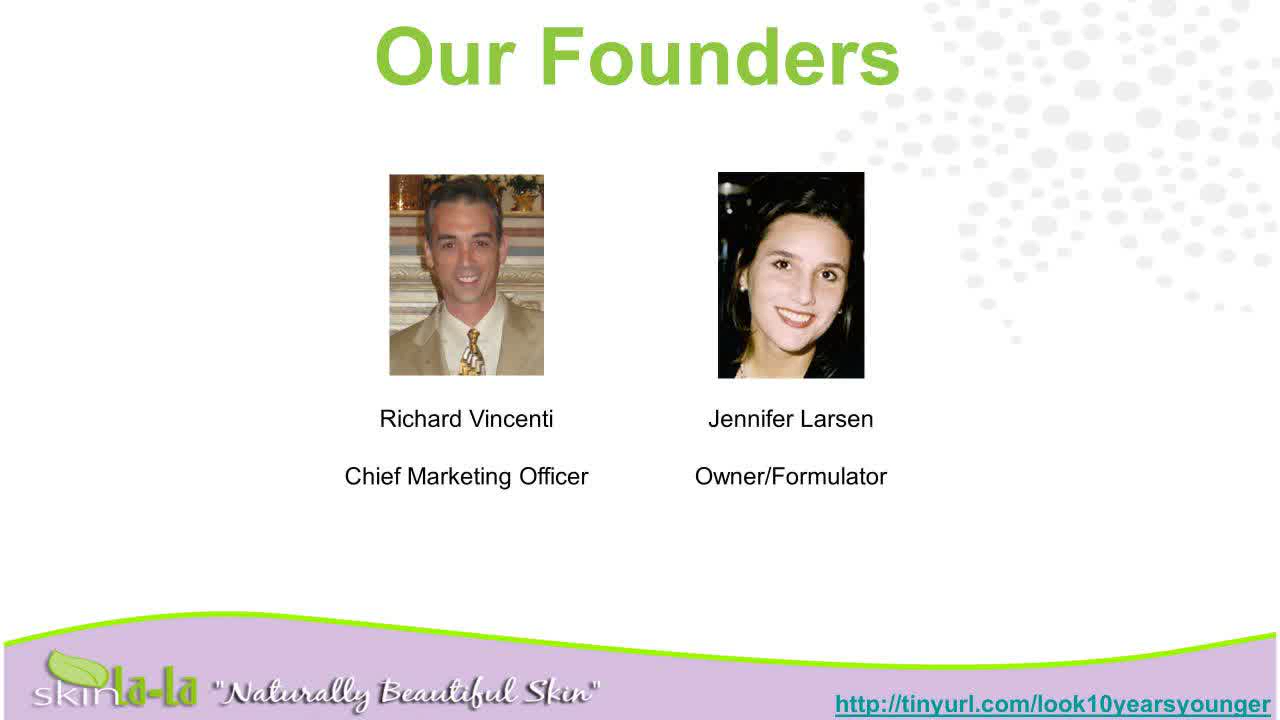 Our Founders
Richard Vincenti
Jennifer Larsen
Chief Marketing Officer
Owner/Formulator
skin la-la "Naturally Beautiful Skin"
http://tinyurl.com/look10yearsyounger